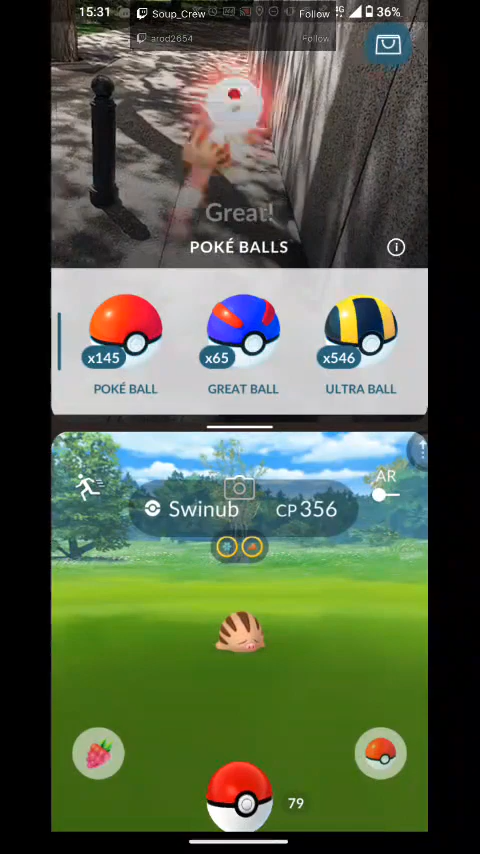 15:31 Soup_Crew Follow 4G 36%
arod2654 Follow
Great!
POKÉ BALLS
x145 x65 x546
POKÉ BALL GREAT BALL ULTRA BALL
AR
Swinub CP356
79